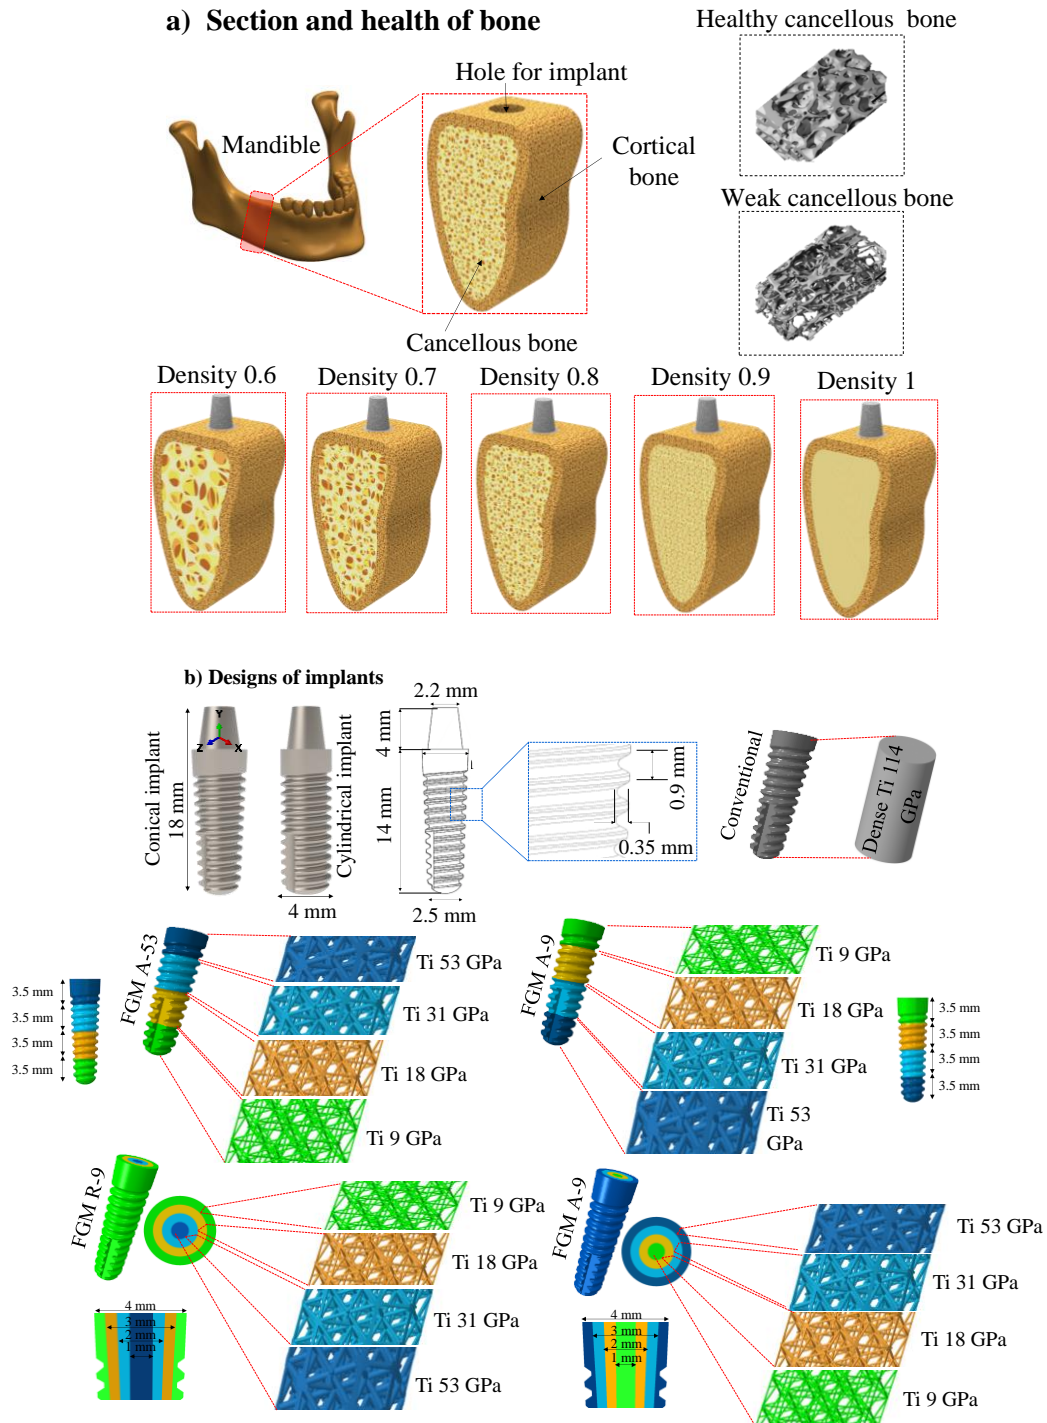 a) Section and health of bone
Healthy cancellous bone
Hole for implant
Mandible
Cortical
bone
Weak cancellous bone
Cancellous bone
Density 0.6
Density 0.7
Density 0.8
Density 0.9
Density 1
b) Designs of implants
Conical implant
18 mm
Y
Z
X
Cylindrical implant
4 mm
2.2 mm
4 mm
14 mm
2.5 mm
0.9 mm
0.35 mm
Conventional
Dense Ti 114
GPa
FGM A-53
3.5 mm
3.5 mm
3.5 mm
3.5 mm
Ti 53 GPa
Ti 31 GPa
Ti 18 GPa
Ti 9 GPa
FGM A-9
Ti 9 GPa
Ti 18 GPa
Ti 31 GPa
Ti 53
GPa
3.5 mm
3.5 mm
3.5 mm
3.5 mm
FGM R-9
Ti 9 GPa
Ti 18 GPa
Ti 31 GPa
Ti 53 GPa
4 mm
3 mm
2 mm
1 mm
FGM A-9
Ti 53 GPa
Ti 31 GPa
Ti 18 GPa
Ti 9 GPa
4 mm
3 mm
2 mm
1 mm